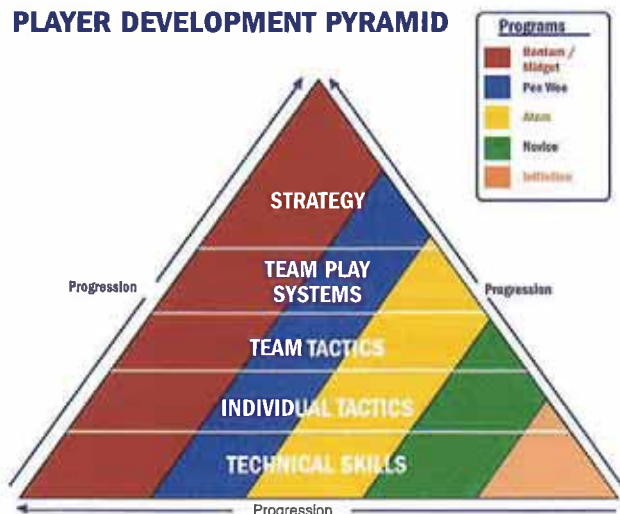 PLAYER DEVELOPMENT PYRAMID
Programs
Bantam /
Midget
Pee Wee
Atom
Novice
Initiation
STRATEGY
TEAM PLAY
SYSTEMS
Progression
Progression
TEAM TACTICS
INDIVIDUAL TACTICS
TECHNICAL SKILLS
Progression